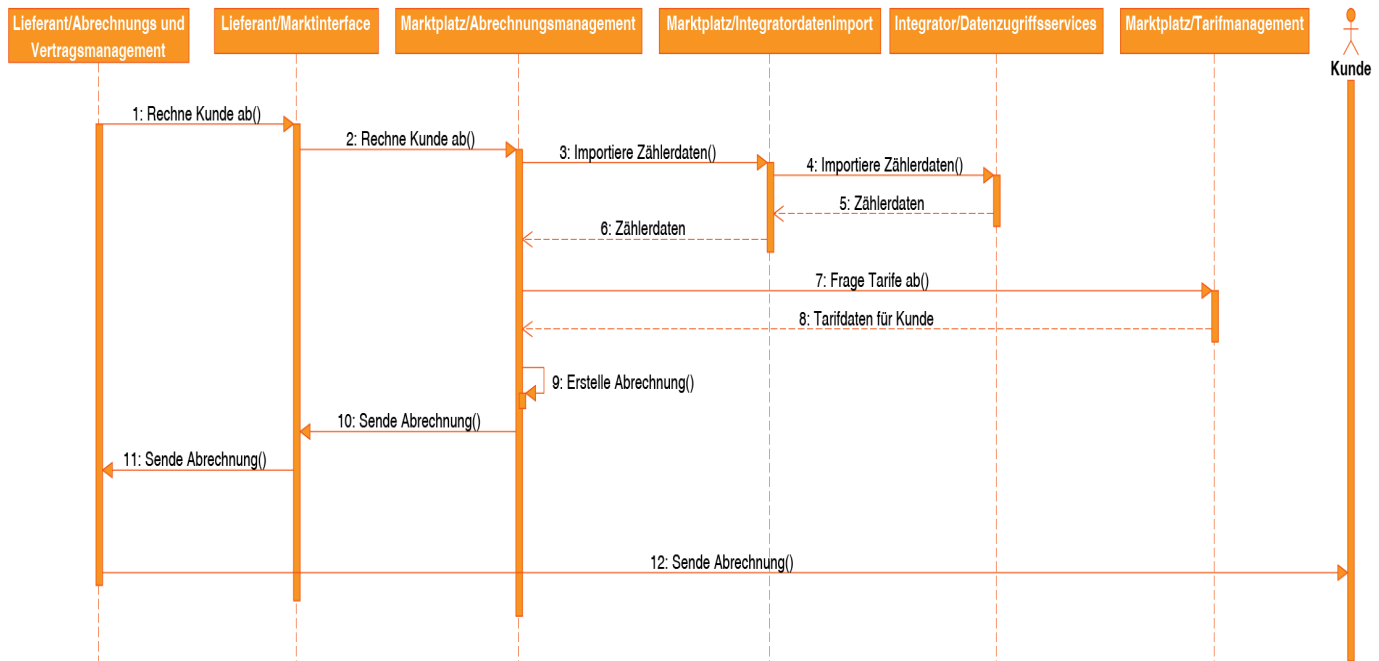 Lieferant/Abrechnungs und
Vertragsmanagement
Lieferant/Marktinterface
Marktplatz/Abrechnungsmanagement
Marktplatz/Integratordatenimport
Integrator/Datenzugriffsservices
Marktplatz/Tarifmanagement
Kunde
1: Rechne Kunde ab()
2: Rechne Kunde ab()
3: Importiere Zählerdaten()
4: Importiere Zählerdaten()
5: Zählerdaten
6: Zählerdaten
7: Frage Tarife ab()
8: Tarifdaten für Kunde
9: Erstelle Abrechnung()
10: Sende Abrechnung()
11: Sende Abrechnung()
12: Sende Abrechnung()